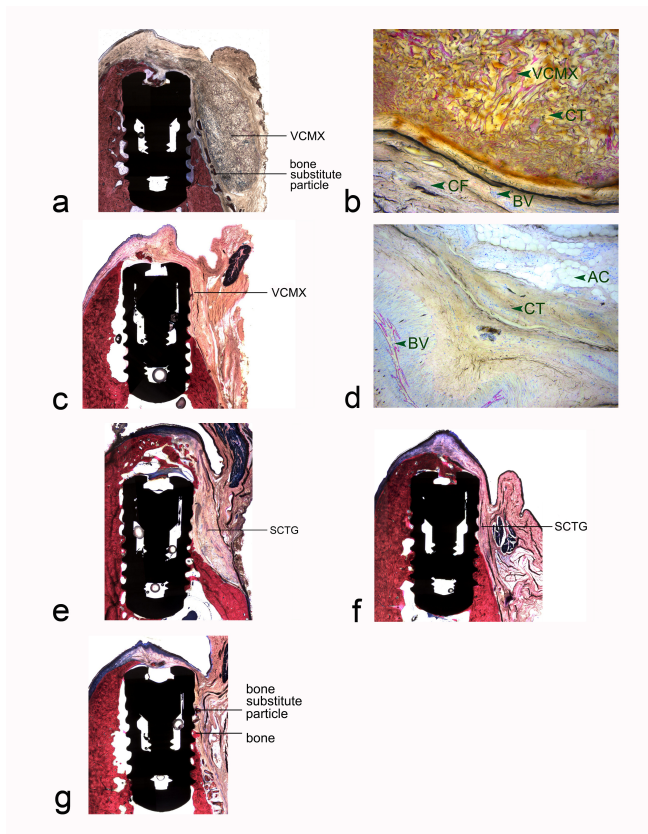 a
VCMX
bone
substitute
particle
b
VCMX
CT
CF
BV
c
VCMX
d
AC
CT
BV
e
SCTG
f
SCTG
g
bone
substitute
particle
bone